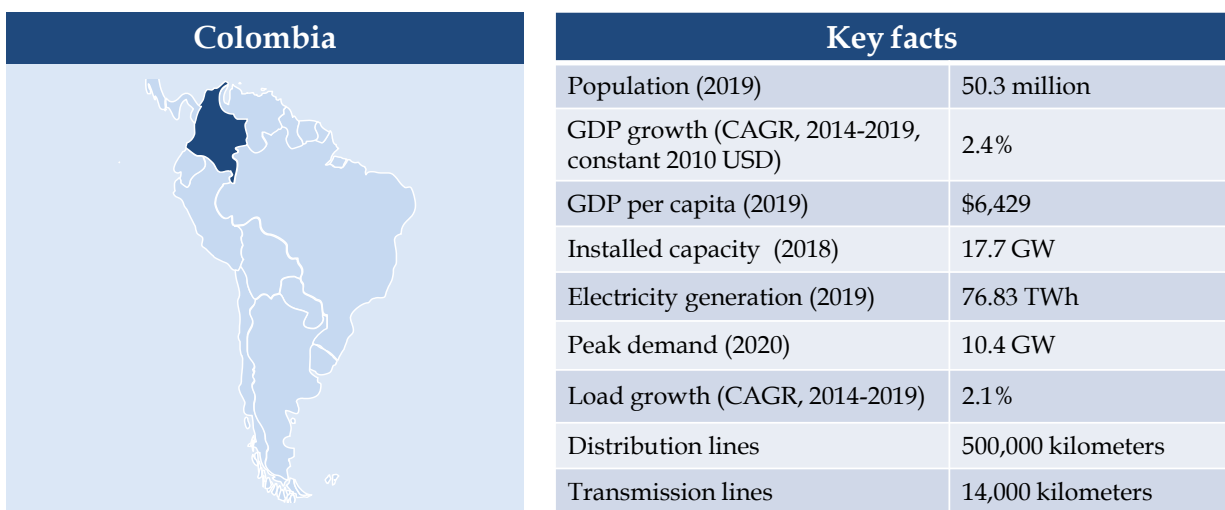 Colombia
Key facts
Population (2019) 50.3 million
GDP growth (CAGR, 2014-2019,
constant 2010 USD) 2.4%
GDP per capita (2019) $6,429
Installed capacity (2018) 17.7 GW
Electricity generation (2019) 76.83 TWh
Peak demand (2020) 10.4 GW
Load growth (CAGR, 2014-2019) 2.1%
Distribution lines 500,000 kilometers
Transmission lines 14,000 kilometers